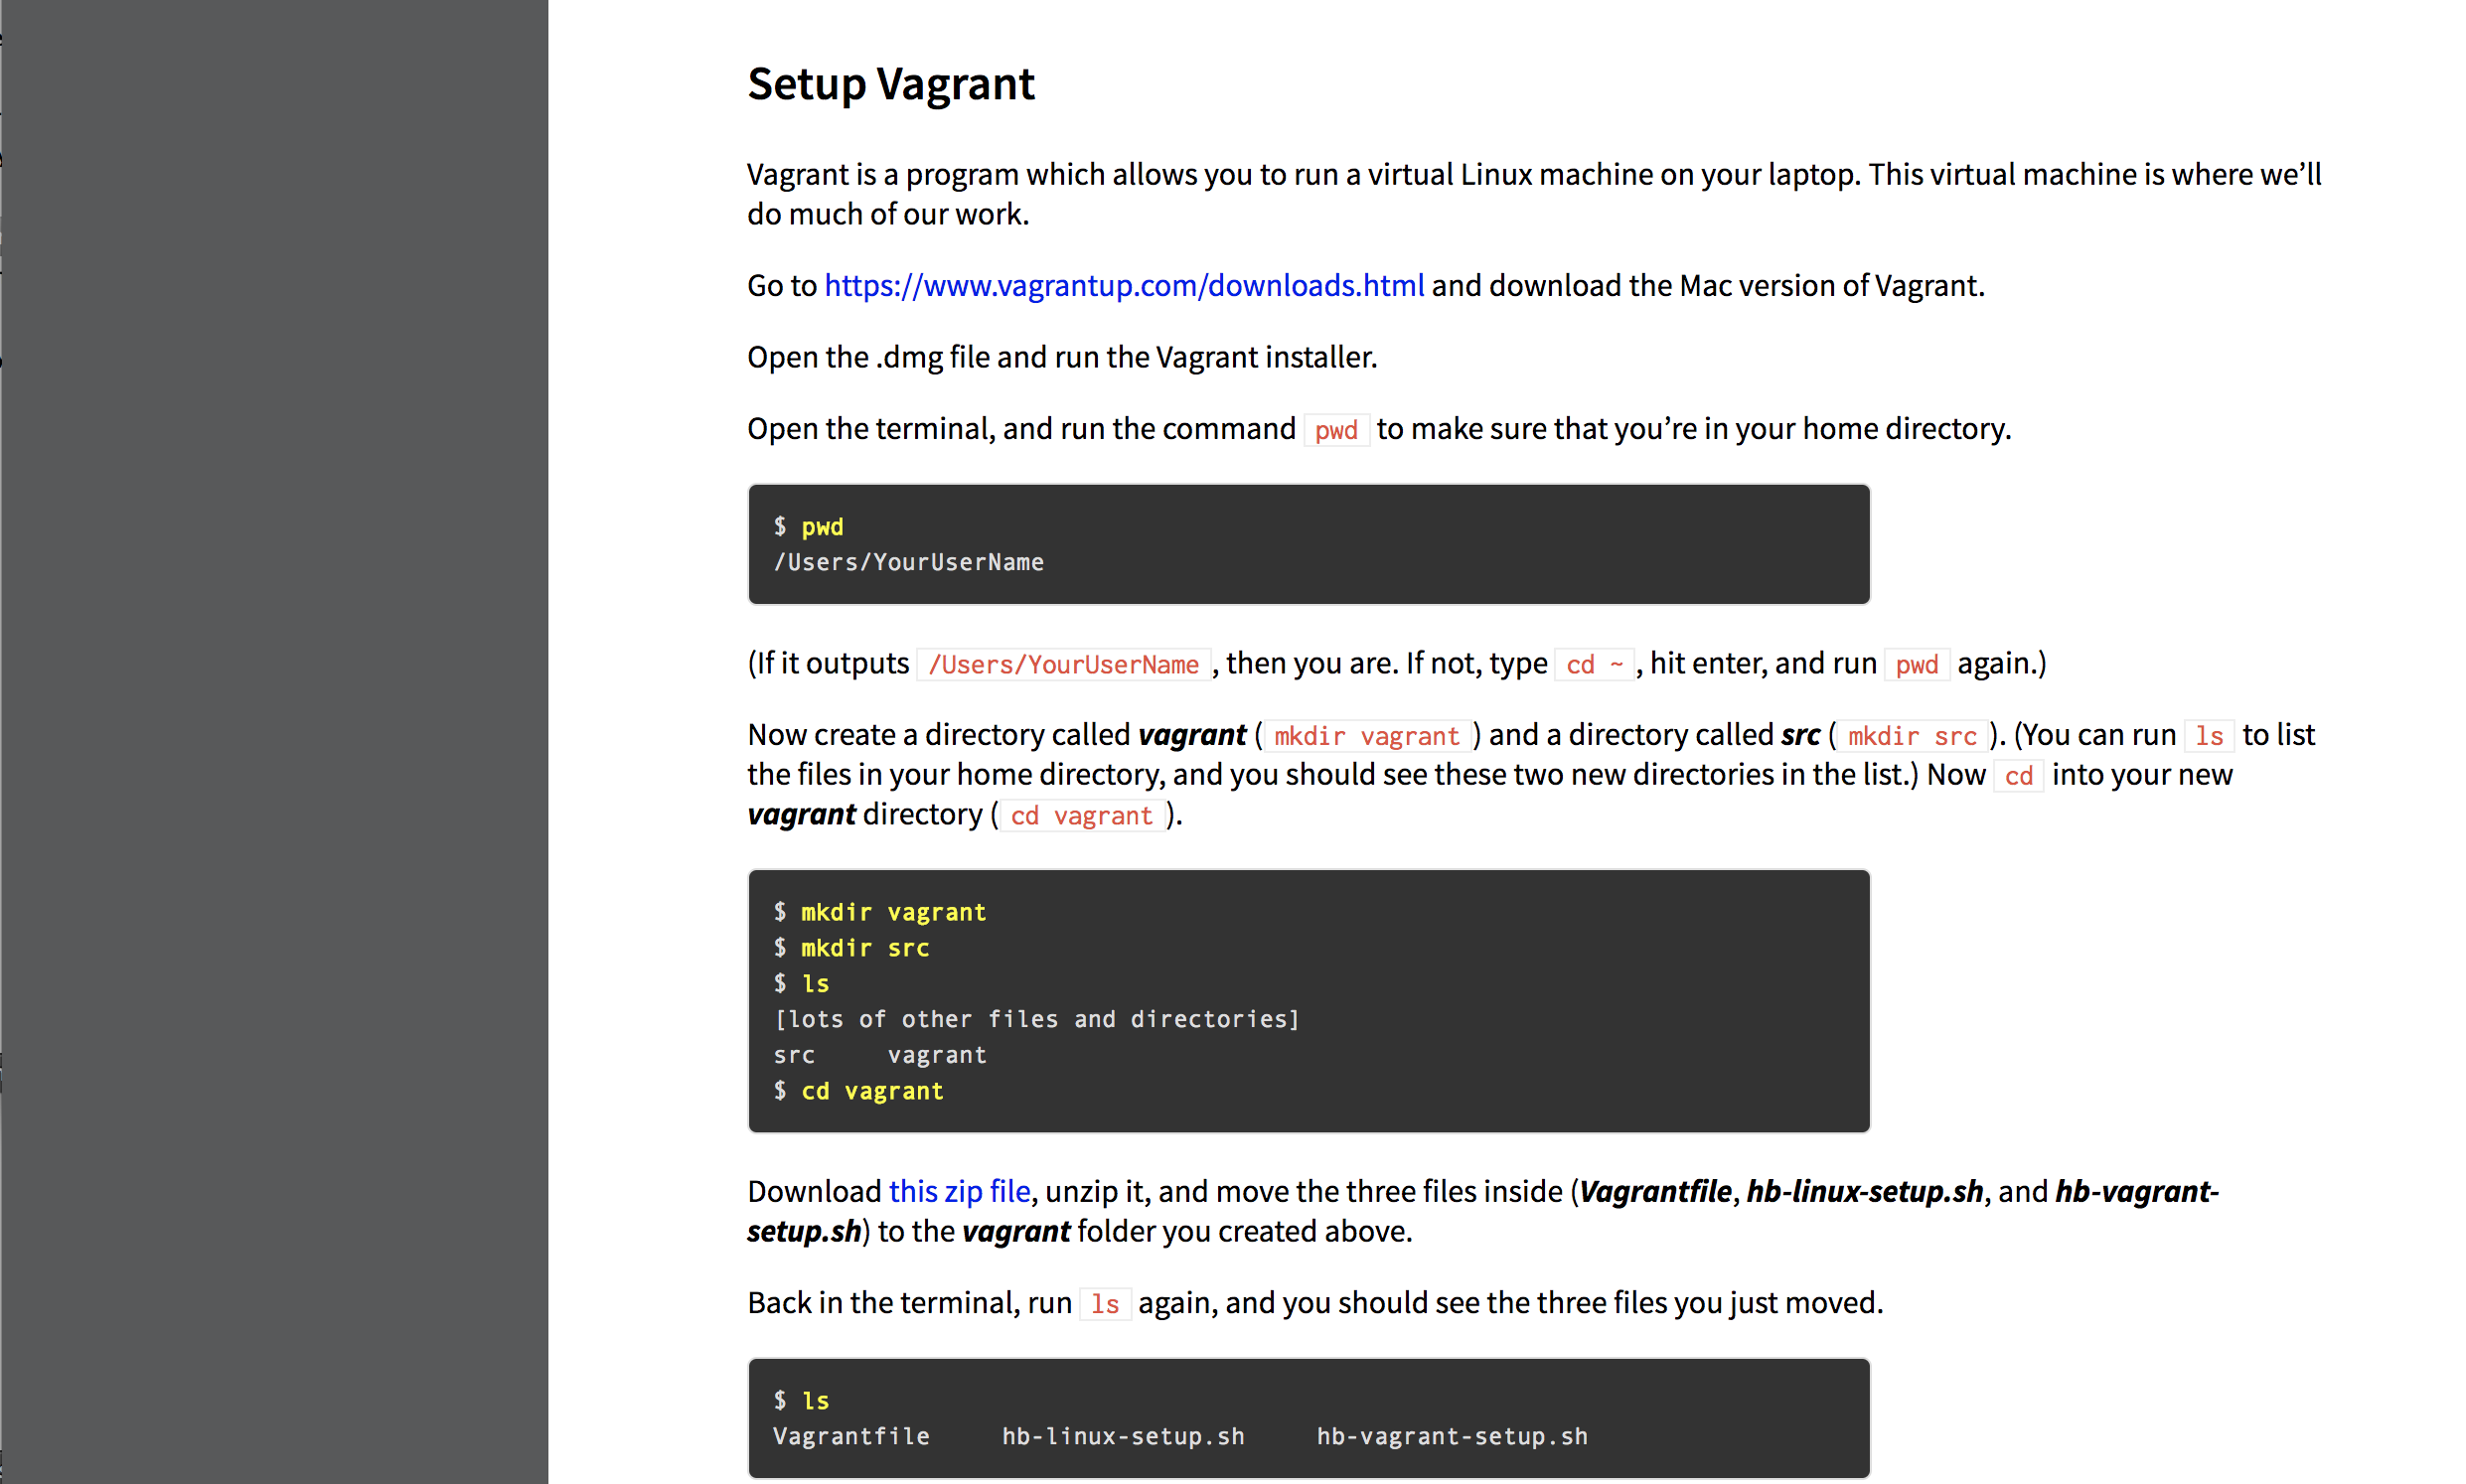 Setup Vagrant
Vagrant is a program which allows you to run a virtual Linux machine on your laptop. This virtual machine is where we’ll
do much of our work.
Go to https://www.vagrantup.com/downloads.html and download the Mac version of Vagrant.
Open the .dmg file and run the Vagrant installer.
Open the terminal, and run the command pwd to make sure that you’re in your home directory.
$ pwd
/Users/YourUserName
(If it outputs /Users/YourUserName , then you are. If not, type cd ~ , hit enter, and run pwd again.)
Now create a directory called vagrant ( mkdir vagrant ) and a directory called src ( mkdir src ). (You can run ls to list
the files in your home directory, and you should see these two new directories in the list.) Now cd into your new
vagrant directory ( cd vagrant ).
$ mkdir vagrant
$ mkdir src
$ ls
[lots of other files and directories]
src     vagrant
$ cd vagrant
Download this zip file, unzip it, and move the three files inside (Vagrantfile, hb-linux-setup.sh, and hb-vagrant-
setup.sh) to the vagrant folder you created above.
Back in the terminal, run ls again, and you should see the three files you just moved.
$ ls
Vagrantfile     hb-linux-setup.sh     hb-vagrant-setup.sh